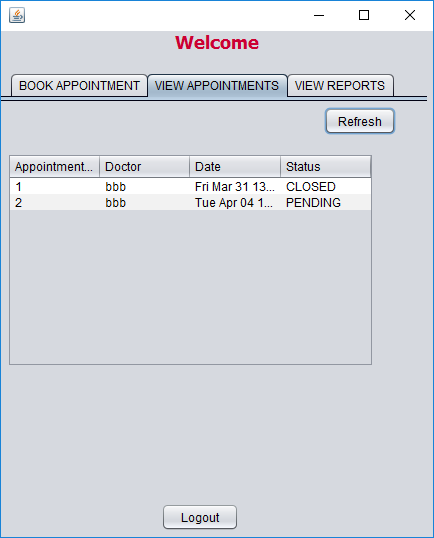 Welcome
BOOK APPOINTMENT VIEW APPOINTMENTS VIEW REPORTS
Refresh
Appointment... Doctor Date Status
1 bbb Fri Mar 31 13... CLOSED
2 bbb Tue Apr 04 1... PENDING
Logout